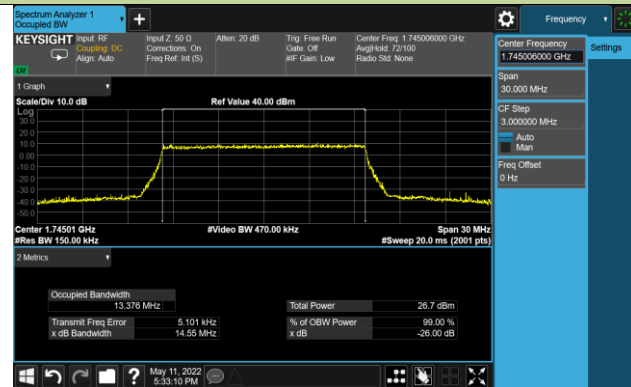 Spectrum Analyzer 1
Occupied BW
+
Frequency
KEYSIGHT
Input: RF
Coupling: DC
Align: Auto
Input Z: 50 Ω
Corrections: On
Freq Ref: Int (S)
Atten: 20 dB
Trig: Free Run
Gate: Off
#IF Gain: Low
Center Freq: 1.745006000 GHz
Avg|Hold: 72/100
Radio Std: None
LXI
Center Frequency
1.745006000 GHz
Settings
Span
30.000 MHz
CF Step
3.000000 MHz
Auto
Man
Freq Offset
0 Hz
1 Graph
Scale/Div 10.0 dB
Ref Value 40.00 dBm
Log
30.0
20.0
10.0
0.00
-10.0
-20.0
-30.0
-40.0
-50.0
Center 1.74501 GHz
#Video BW 470.00 kHz
Span 30 MHz
#Res BW 150.00 kHz
#Sweep 20.0 ms (2001 pts)
2 Metrics
Occupied Bandwidth
13.376 MHz
Total Power 26.7 dBm
Transmit Freq Error 5.101 kHz
% of OBW Power 99.00 %
x dB Bandwidth 14.55 MHz
x dB -26.00 dB
?
May 11, 2022
5:33:10 PM